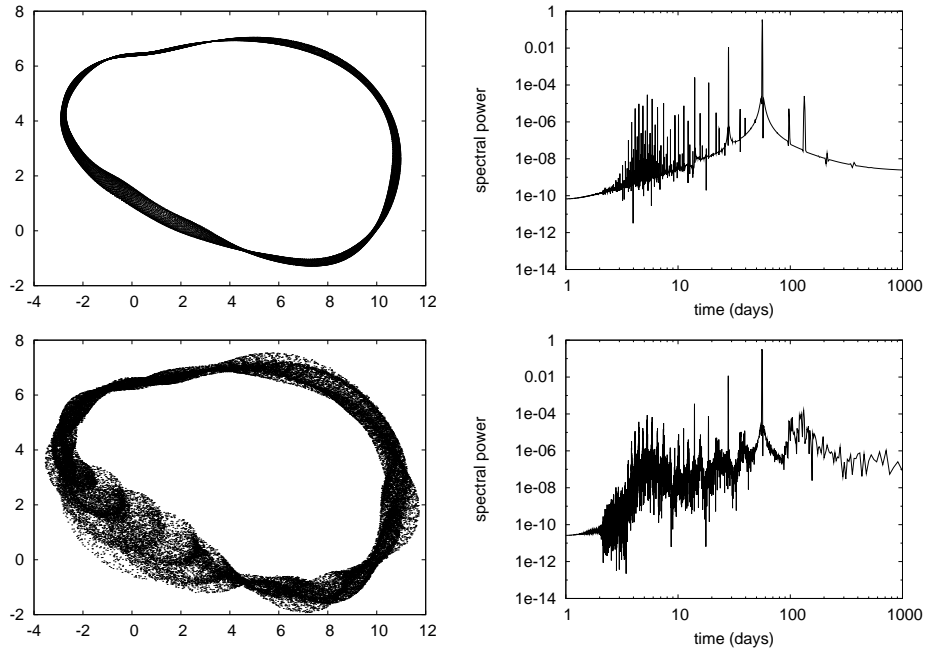 8
6
4
2
0
-2
-4 -2 0 2 4 6 8 10 12
1
0.01
1e-04
1e-06
1e-08
1e-10
1e-12
1e-14
spectral power
1 10 100 1000
time (days)
8
6
4
2
0
-2
-4 -2 0 2 4 6 8 10 12
1
0.01
1e-04
1e-06
1e-08
1e-10
1e-12
1e-14
spectral power
1 10 100 1000
time (days)